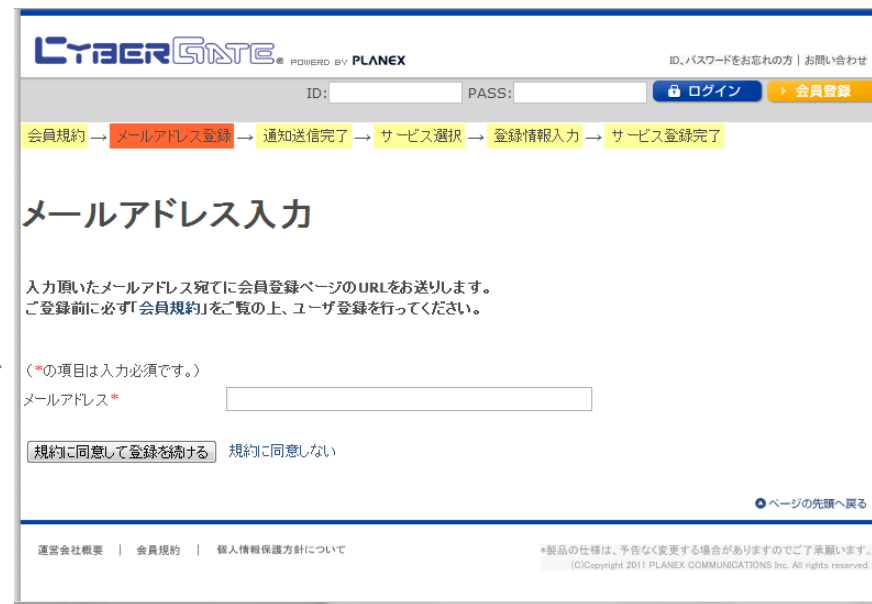 CYBERGATE® POWERD BY PLANEX
ID、パスワードをお忘れの方 | お問い合わせ
ID: PASS: ログイン 会員登録
会員規約 → メールアドレス登録 → 通知送信完了 → サービス選択 → 登録情報入力 → サービス登録完了
メールアドレス入力
入力頂いたメールアドレス宛てに会員登録ページのURLをお送りします。
ご登録前に必ず「会員規約」をご覧の上、ユーザ登録を行ってください。
(*の項目は入力必須です。)
メールアドレス*
規約に同意して登録を続ける 規約に同意しない
ページの先頭へ戻る
運営会社概要 | 会員規約 | 個人情報保護方針について
*製品の仕様は、予告なく変更する場合がありますのでご了承願います。
(C)Copyright 2011 PLANEX COMMUNICATIONS Inc. All rights reserved.